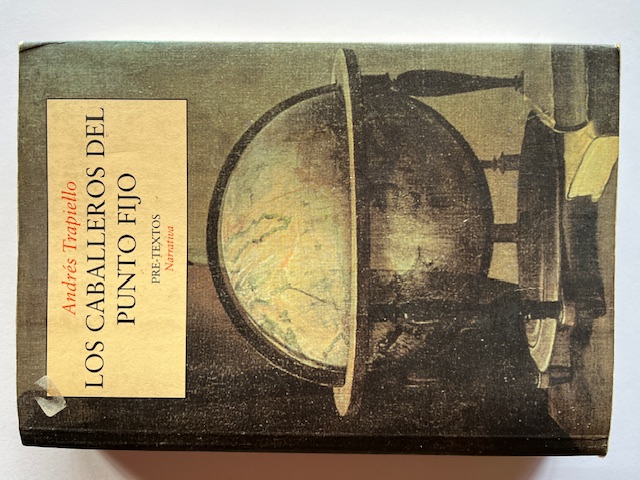 Andrés Trapiello
LOS CABALLEROS DEL
PUNTO FIJO
PRE-TEXTOS
Narrativa